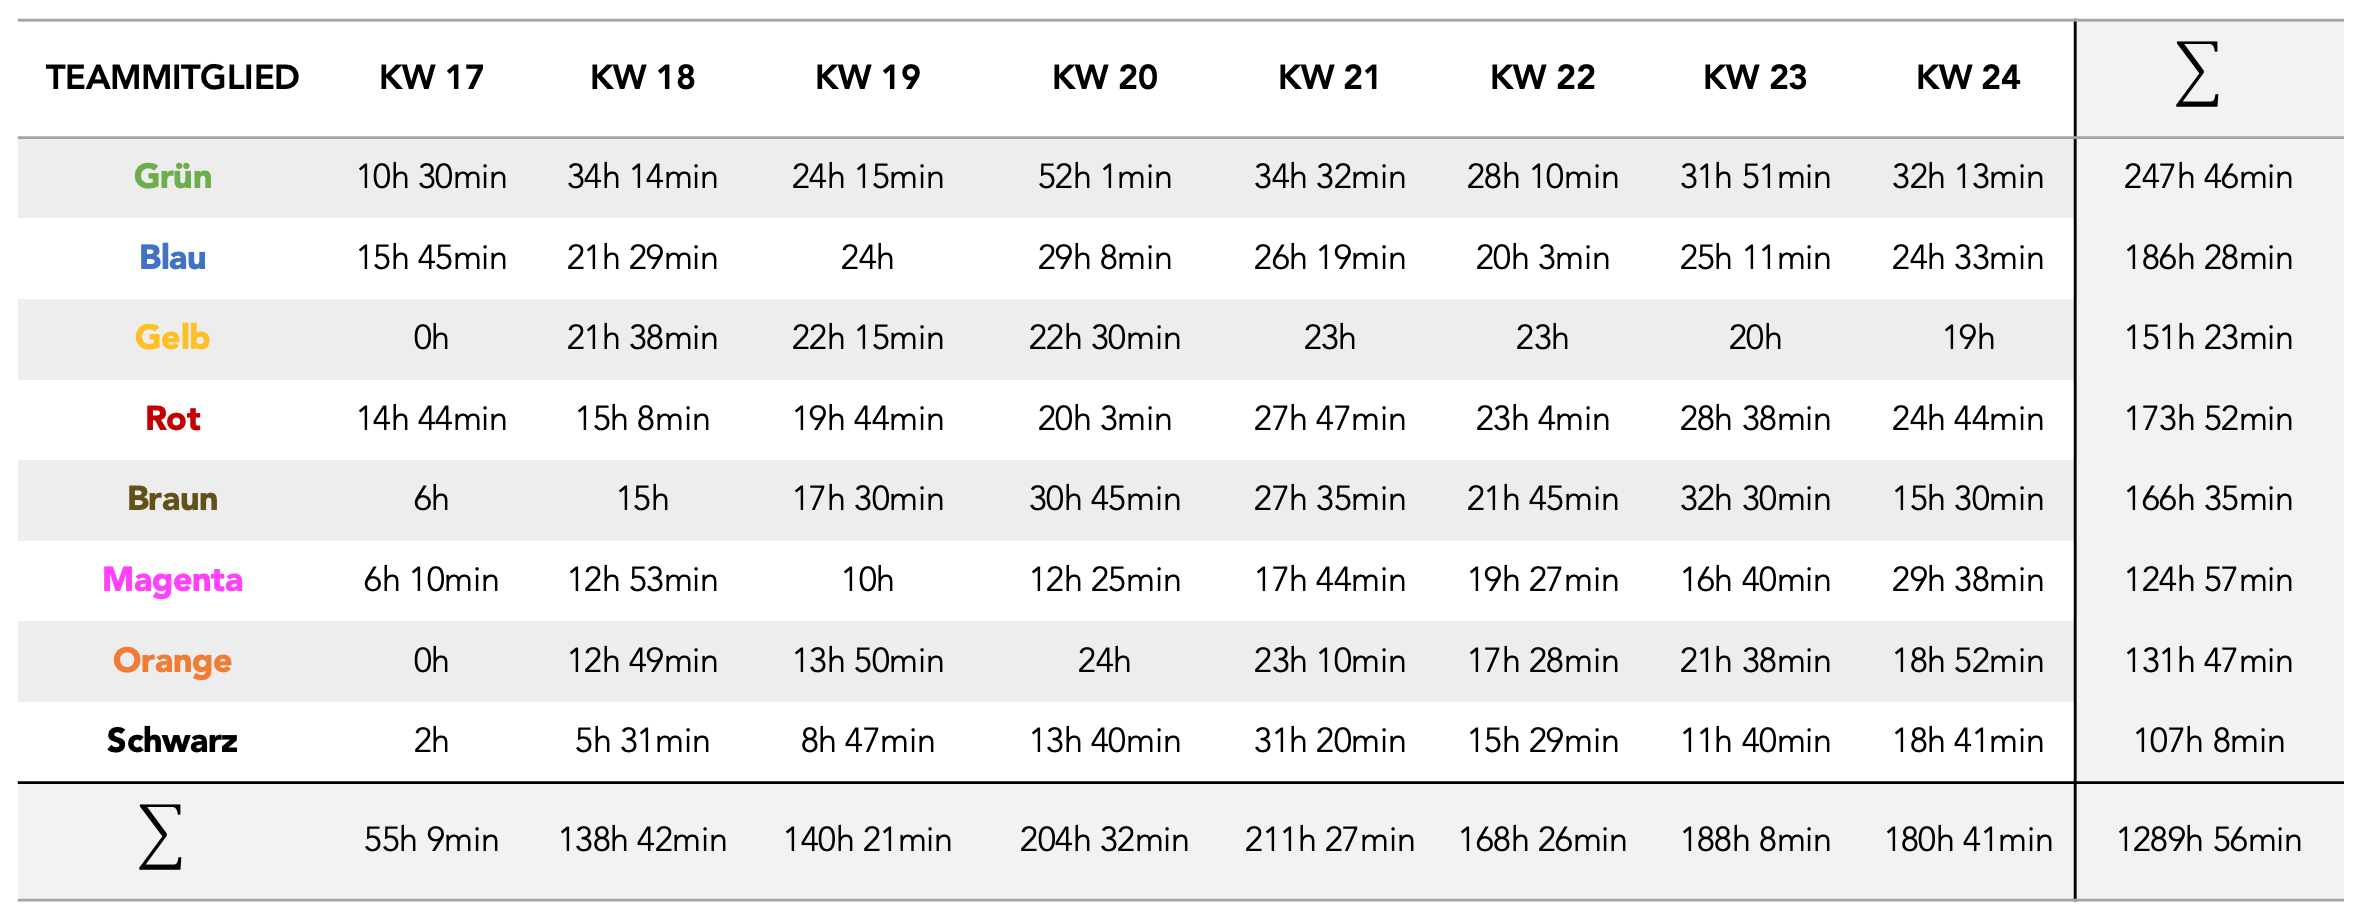 TEAMMITGLIED KW 17 KW 18 KW 19 KW 20 KW 21 KW 22 KW 23 KW 24 ∑
Grün 10h 30min 34h 14min 24h 15min 52h 1min 34h 32min 28h 10min 31h 51min 32h 13min 247h 46min
Blau 15h 45min 21h 29min 24h 29h 8min 26h 19min 20h 3min 25h 11min 24h 33min 186h 28min
Gelb 0h 21h 38min 22h 15min 22h 30min 23h 23h 20h 19h 151h 23min
Rot 14h 44min 15h 8min 19h 44min 20h 3min 27h 47min 23h 4min 28h 38min 24h 44min 173h 52min
Braun 6h 15h 17h 30min 30h 45min 27h 35min 21h 45min 32h 30min 15h 30min 166h 35min
Magenta 6h 10min 12h 53min 10h 12h 25min 17h 44min 19h 27min 16h 40min 29h 38min 124h 57min
Orange 0h 12h 49min 13h 50min 24h 23h 10min 17h 28min 21h 38min 18h 52min 131h 47min
Schwarz 2h 5h 31min 8h 47min 13h 40min 31h 20min 15h 29min 11h 40min 18h 41min 107h 8min
∑ 55h 9min 138h 42min 140h 21min 204h 32min 211h 27min 168h 26min 188h 8min 180h 41min 1289h 56min